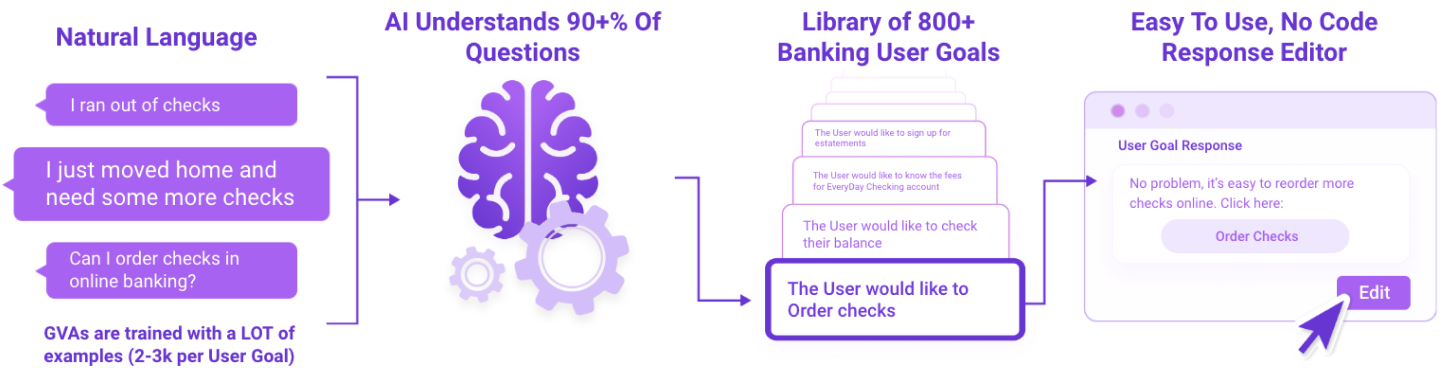 Natural Language
I ran out of checks
I just moved home and
need some more checks
Can I order checks in
online banking?
GVAs are trained with a LOT of
examples (2-3k per User Goal)
AI Understands 90+% Of
Questions
Library of 800+
Banking User Goals
The User would like to sign up for
estatements
The User would like to know the fees
for EveryDay Checking account
The User would like to check
their balance
The User would like to
Order checks
Easy To Use, No Code
Response Editor
User Goal Response
No problem, it's easy to reorder more
checks online. Click here:
Order Checks
Edit